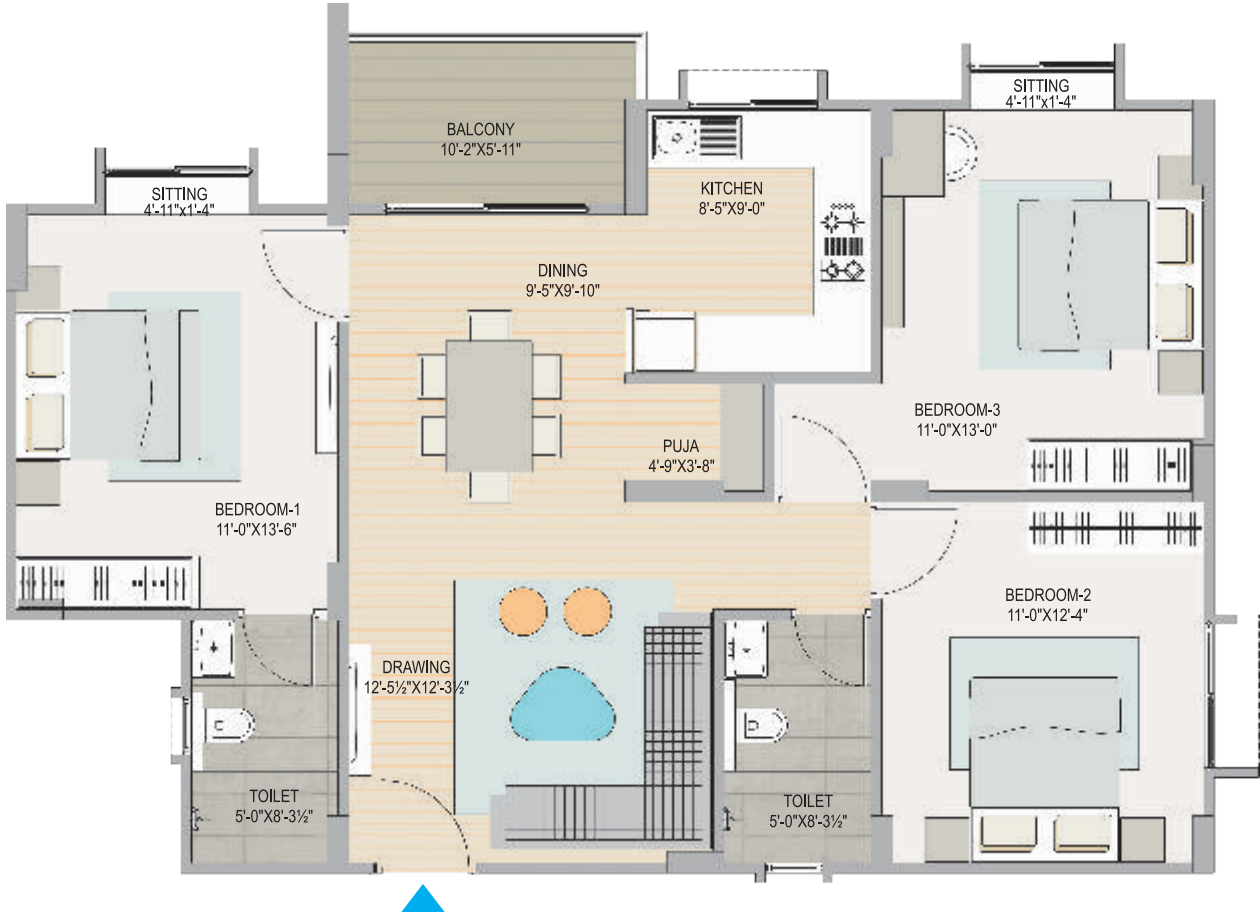 BALCONY
10'-2"X5'-11"
SITTING
4'-11"x1'-4"
SITTING
4'-11"x1'-4"
KITCHEN
8'-5"X9'-0"
DINING
9'-5"X9'-10"
BEDROOM-3
11'-0"X13'-0"
PUJA
4'-9"X3'-8"
BEDROOM-1
11'-0"X13'-6"
BEDROOM-2
11'-0"X12'-4"
DRAWING
12'-5½"X12'-3½"
TOILET
5'-0"X8'-3½"
TOILET
5'-0"X8'-3½"